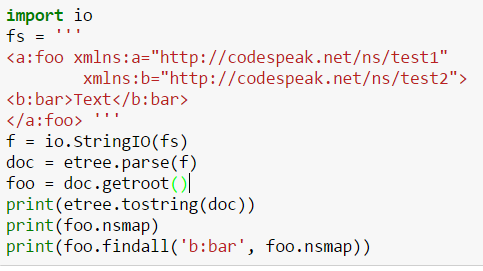 import io
fs = '''
<a:foo xmlns:a="http://codespeak.net/ns/test1"
       xmlns:b="http://codespeak.net/ns/test2">
<b:bar>Text</b:bar>
</a:foo> '''
f = io.StringIO(fs)
doc = etree.parse(f)
foo = doc.getroot()
print(etree.tostring(doc))
print(foo.nsmap)
print(foo.findall('b:bar', foo.nsmap))